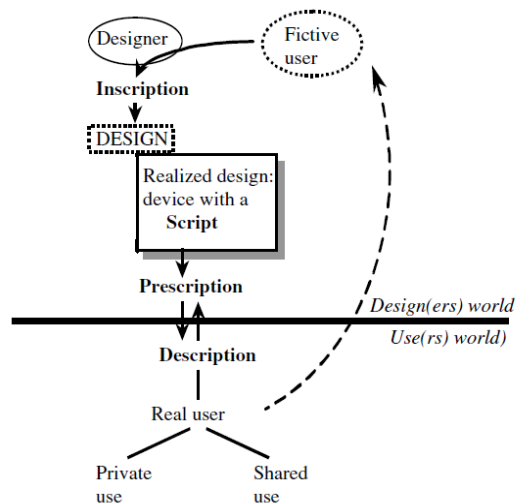 Designer
Fictive
user
Inscription
DESIGN
Realized design:
device with a
Script
Prescription
Design(ers) world
Use(rs) world)
Description
Real user
Private
use
Shared
use